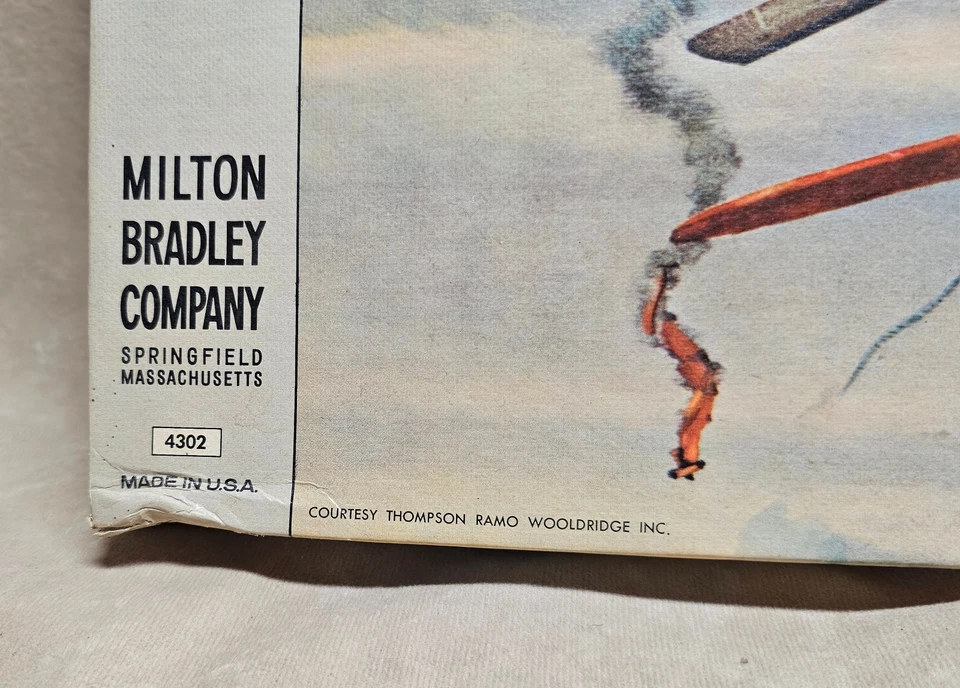 MILTON
BRADLEY
COMPANY
SPRINGFIELD
MASSACHUSETTS
4302
MADE IN U.S.A.
COURTESY THOMPSON RAMO WOOLDRIDGE INC.